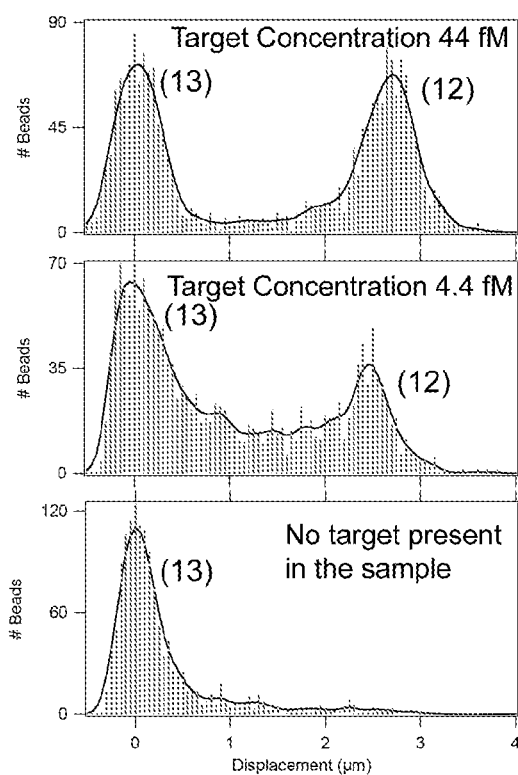 90
Target Concentration 44 fM
(13)
(12)
45
# Beads
0
70
Target Concentration 4.4 fM
(13)
(12)
35
# Beads
0
120
No target present
in the sample
(13)
60
# Beads
0
0 1 2 3 4
Displacement (µm)